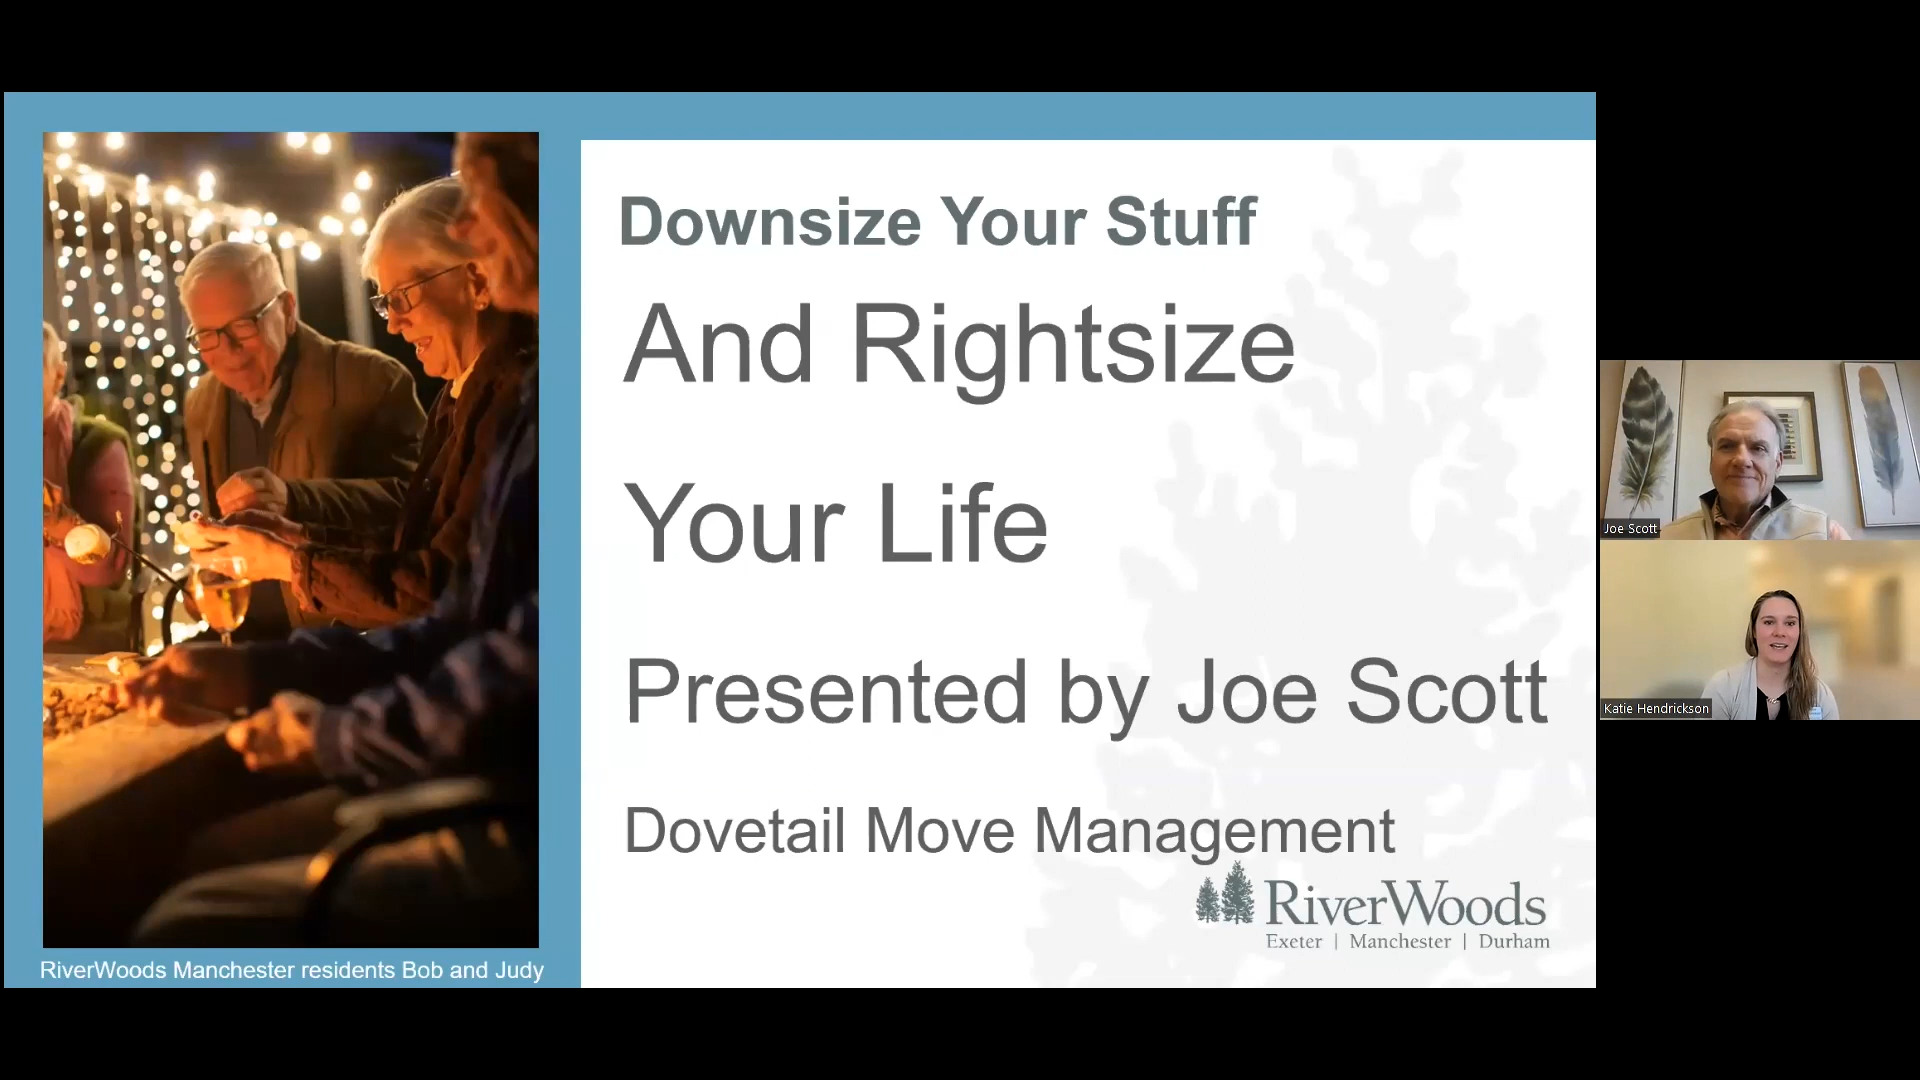 Downsize Your Stuff
And Rightsize
Your Life
Presented by Joe Scott
Dovetail Move Management
RiverWoods
Exeter | Manchester | Durham
RiverWoods Manchester residents Bob and Judy
Joe Scott
Katie Hendrickson